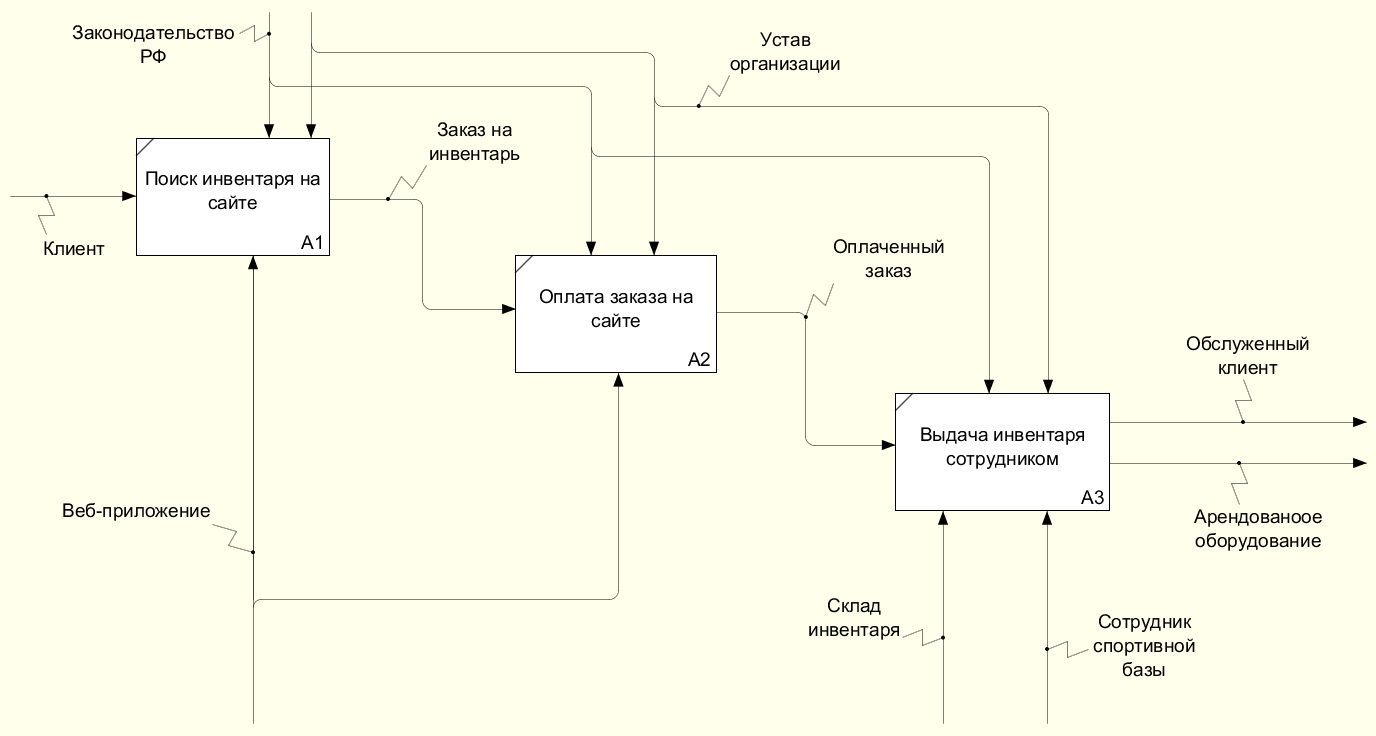 Законодательство
РФ
Устав
организации
Заказ на
инвентарь
Поиск инвентаря на
сайте
A1
Клиент
Оплаченный
заказ
Оплата заказа на
сайте
A2
Обслуженный
клиент
Выдача инвентаря
сотрудником
A3
Веб-приложение
Арендованоое
оборудование
Склад
инвентаря
Сотрудник
спортивной
базы